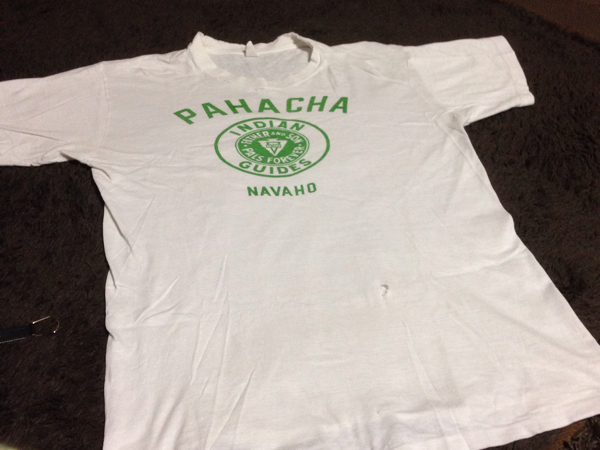 PAHACHA
INDIAN
FATHER AND SON
PALS FOREVER
GUIDES
NAVAHO